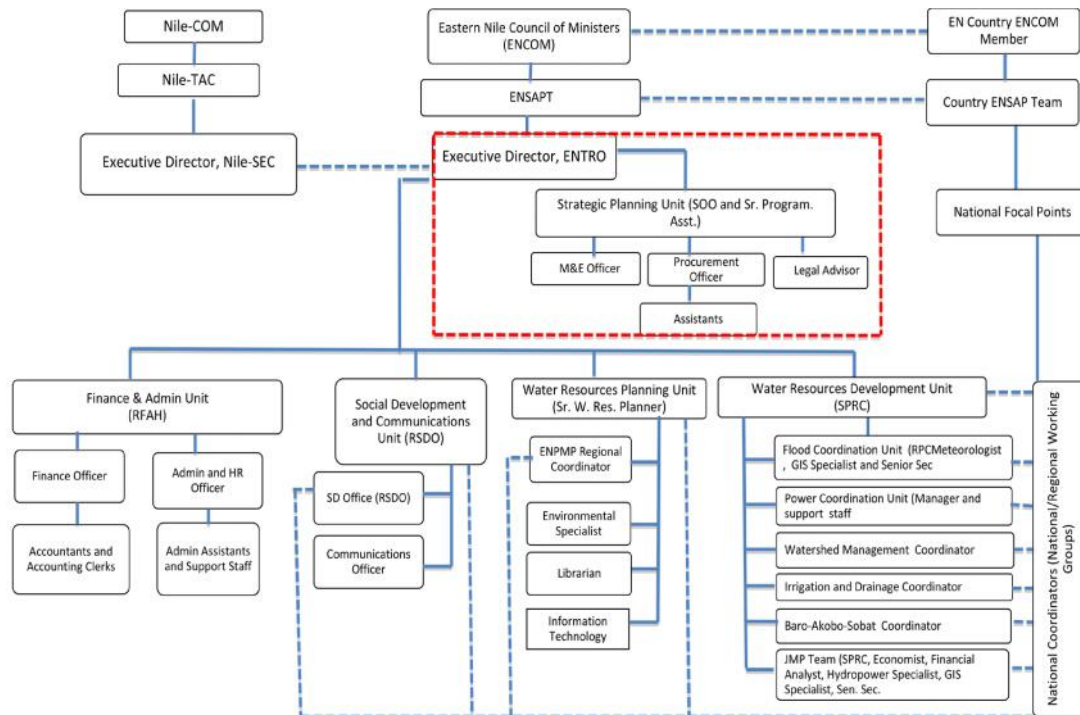 Nile-COM
Eastern Nile Council of Ministers
(ENCOM)
EN Country ENCOM
Member
Nile-TAC
ENSAPT
Country ENSAP Team
Executive Director, Nile-SEC
Executive Director, ENTRO
Strategic Planning Unit (SOO and Sr. Program.
Asst.)
National Focal Points
M&E Officer
Procurement
Officer
Legal Advisor
Assistants
Finance & Admin Unit
(RFAH)
Social Development
and Communications
Unit (RSDO)
Water Resources Planning Unit
(Sr. W. Res. Planner)
Water Resources Development Unit
(SPRC)
Finance Officer
Admin and HR
Officer
Accountants and
Accounting Clerks
Admin Assistants
and Support Staff
SD Office (RSDO)
Communications
Officer
ENPMP Regional
Coordinator
Environmental
Specialist
Librarian
Information
Technology
Flood Coordination Unit (RPCMeteorologist
, GIS Specialist and Senior Sec
Power Coordination Unit (Manager and
support staff
Watershed Management Coordinator
Irrigation and Drainage Coordinator
Baro-Akobo-Sobat Coordinator
JMP Team (SPRC, Economist, Financial
Analyst, Hydropower Specialist, GIS
Specialist, Sen. Sec.
National Coordinators (National/Regional Working
Groups)